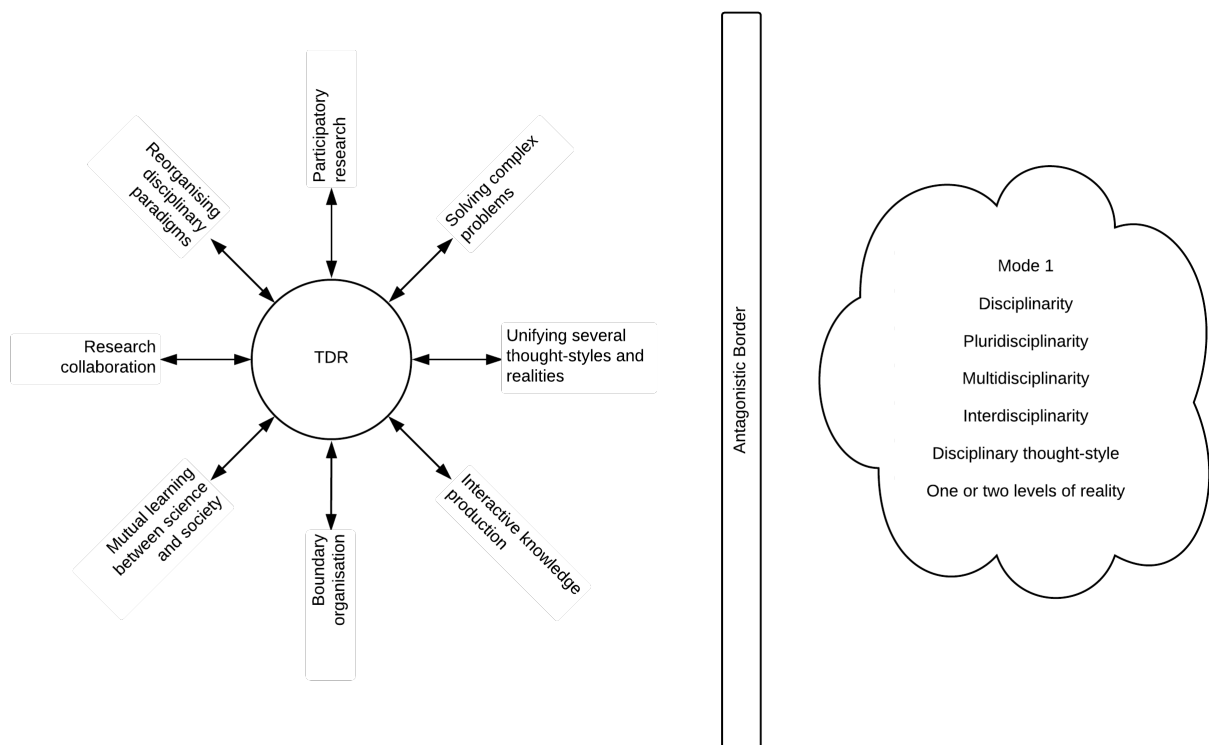 Participatory
research
Solving complex
problems
Unifying several
thought-styles and
realities
Interactive knowledge
production
Boundary
organisation
Mutual learning
between science
and society
Research
collaboration
Reorganising
disciplinary
paradigms
TDR
Antagonistic Border
Mode 1
Disciplinarity
Pluridisciplinarity
Multidisciplinarity
Interdisciplinarity
Disciplinary thought-style
One or two levels of reality